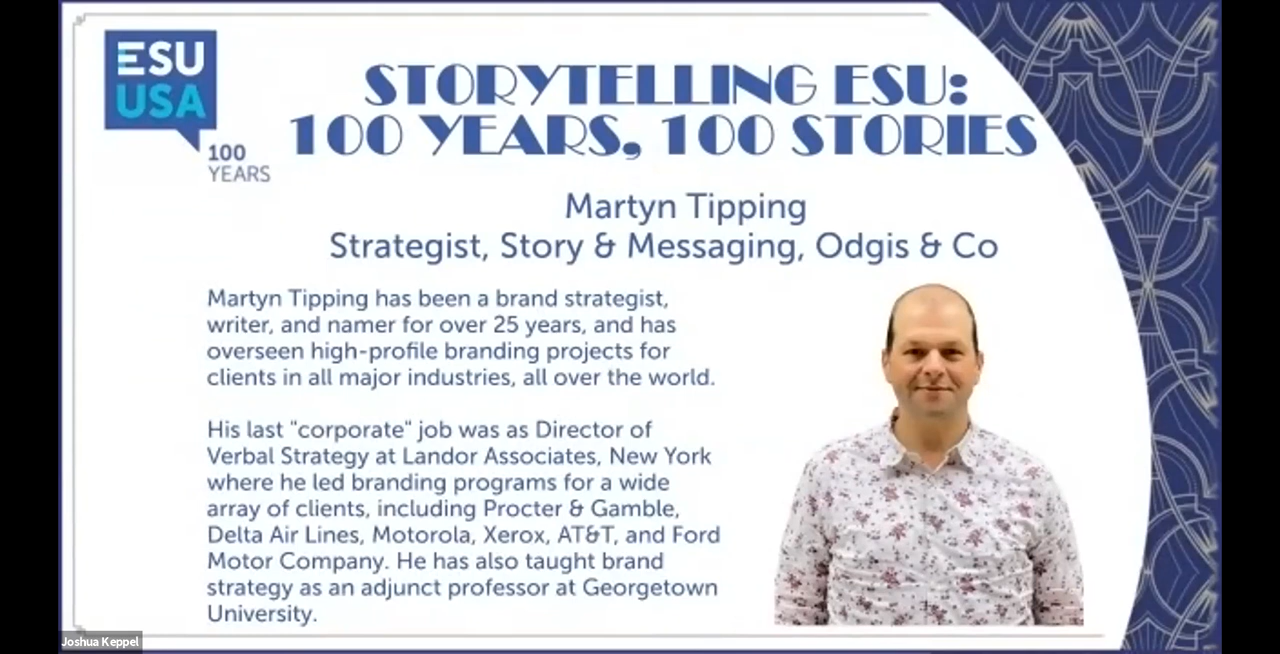 ESU
USA
100
YEARS
STORYTELLING ESU:
100 YEARS, 100 STORIES
Martyn Tipping
Strategist, Story & Messaging, Odgis & Co
Martyn Tipping has been a brand strategist,
writer, and namer for over 25 years, and has
overseen high-profile branding projects for
clients in all major industries, all over the world.
His last "corporate" job was as Director of
Verbal Strategy at Landor Associates, New York
where he led branding programs for a wide
array of clients, including Procter & Gamble,
Delta Air Lines, Motorola, Xerox, AT&T, and Ford
Motor Company. He has also taught brand
strategy as an adjunct professor at Georgetown
University.
Joshua Keppel